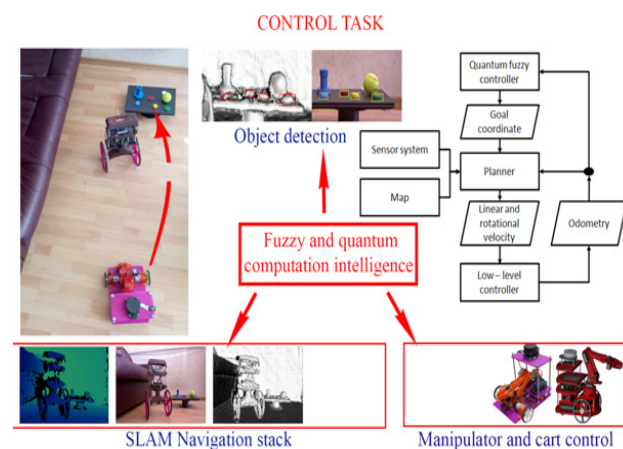 CONTROL TASK
Object detection
Quantum fuzzy
controller
Goal
coordinate
Sensor system
Planner
Map
Linear and
rotational
velocity
Odometry
Low – level
controller
Fuzzy and quantum
computation intelligence
SLAM Navigation stack
Manipulator and cart control